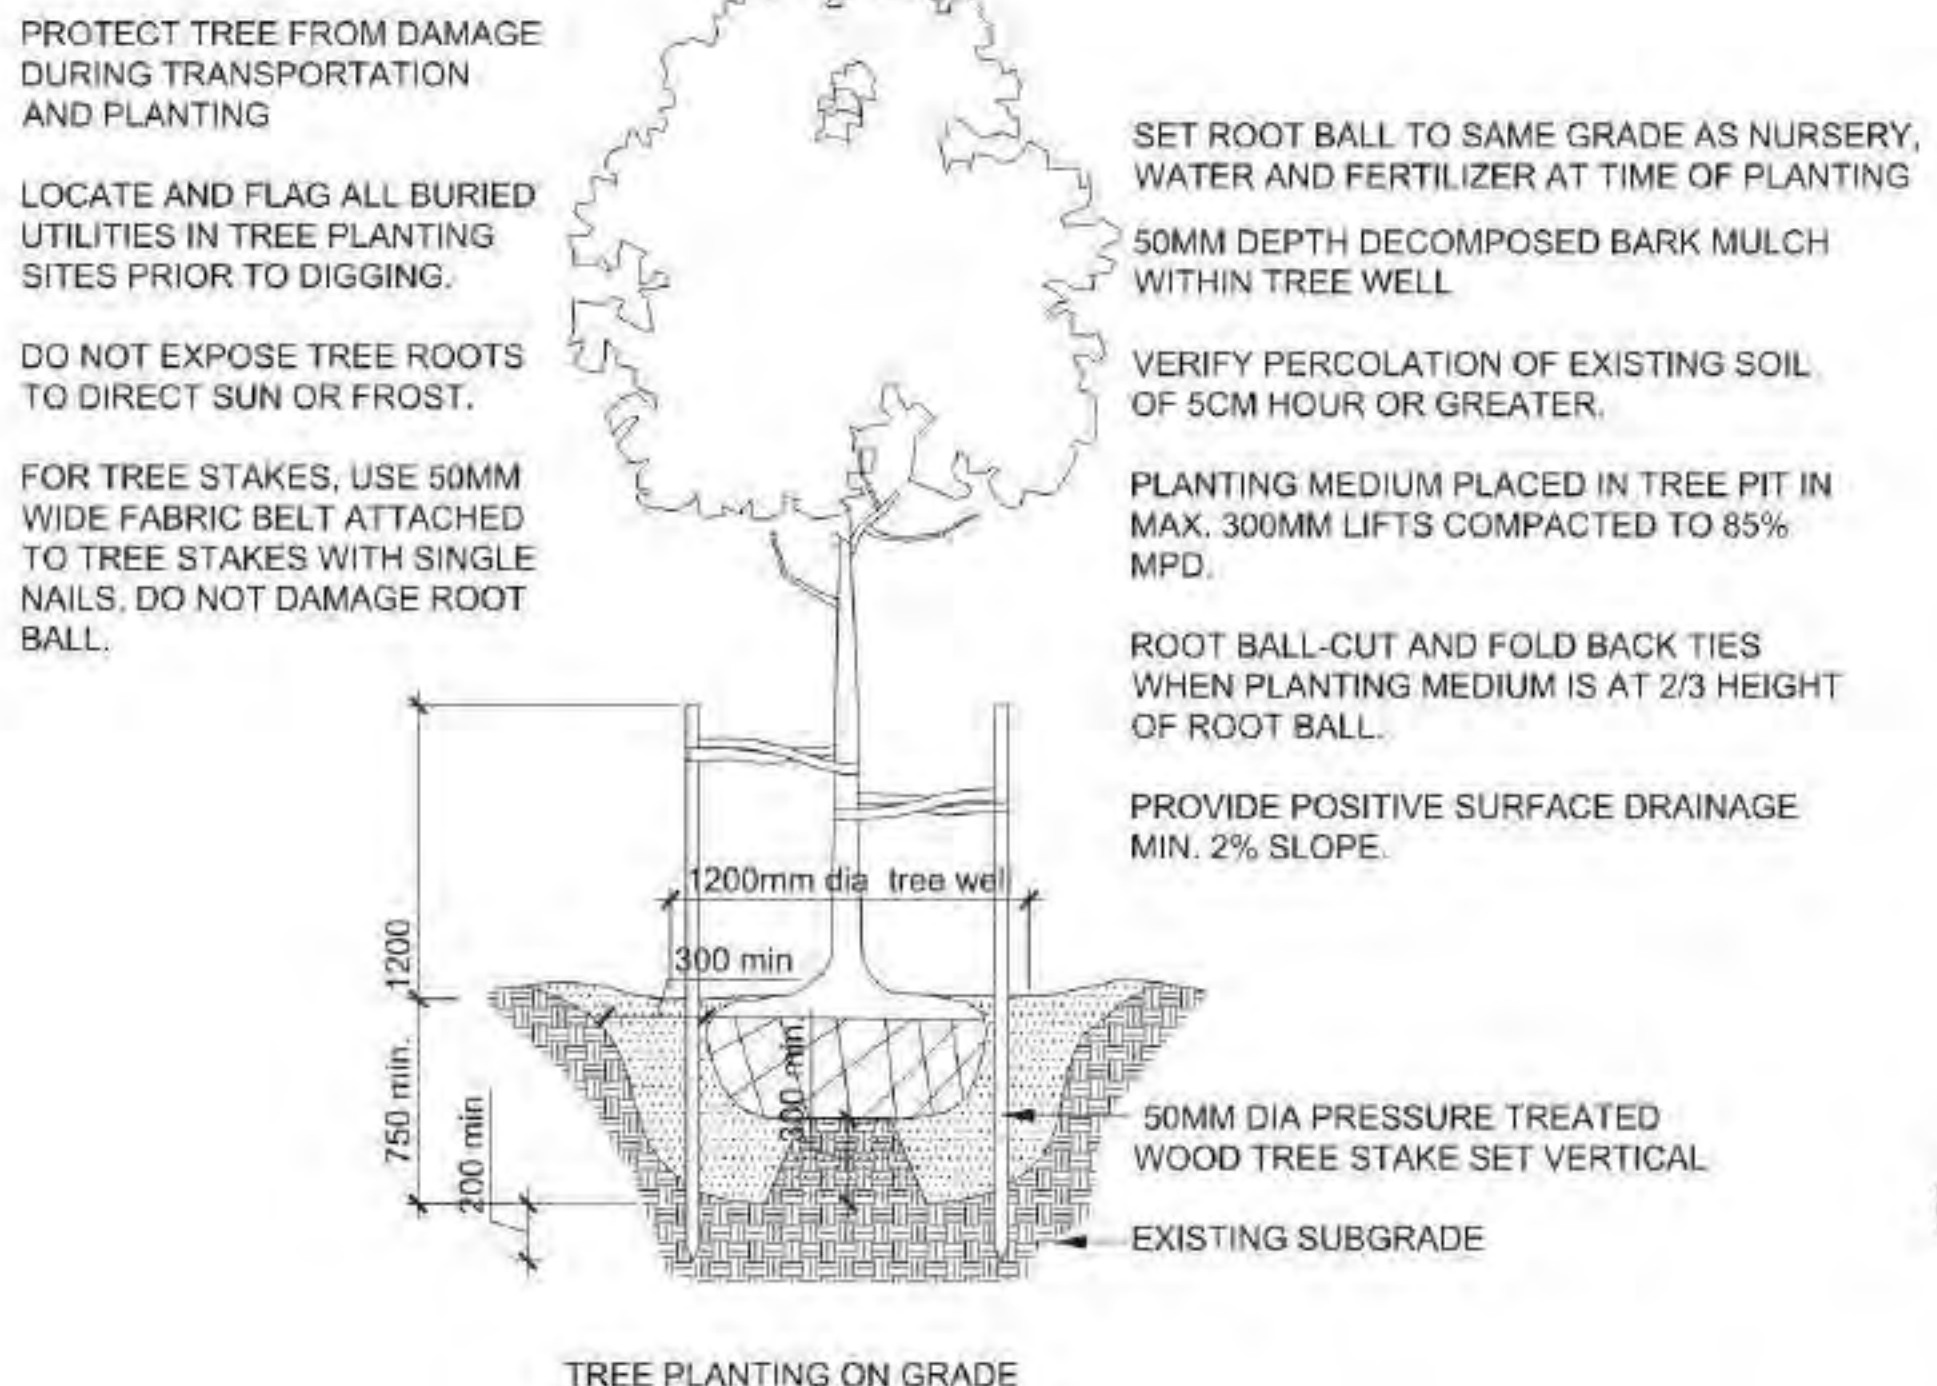 PROTECT TREE FROM DAMAGE
DURING TRANSPORTATION
AND PLANTING
LOCATE AND FLAG ALL BURIED
UTILITIES IN TREE PLANTING
SITES PRIOR TO DIGGING.
DO NOT EXPOSE TREE ROOTS
TO DIRECT SUN OR FROST.
FOR TREE STAKES, USE 50MM
WIDE FABRIC BELT ATTACHED
TO TREE STAKES WITH SINGLE
NAILS. DO NOT DAMAGE ROOT
BALL.
SET ROOT BALL TO SAME GRADE AS NURSERY,
WATER AND FERTILIZER AT TIME OF PLANTING
50MM DEPTH DECOMPOSED BARK MULCH
WITHIN TREE WELL
VERIFY PERCOLATION OF EXISTING SOIL
OF 5CM HOUR OR GREATER.
PLANTING MEDIUM PLACED IN TREE PIT IN
MAX. 300MM LIFTS COMPACTED TO 85%
MPD.
ROOT BALL-CUT AND FOLD BACK TIES
WHEN PLANTING MEDIUM IS AT 2/3 HEIGHT
OF ROOT BALL.
PROVIDE POSITIVE SURFACE DRAINAGE
MIN. 2% SLOPE.
1200mm dia tree well
300 min
1200
750 min.
200 min
300 min.
50MM DIA PRESSURE TREATED
WOOD TREE STAKE SET VERTICAL
EXISTING SUBGRADE
TREE PLANTING ON GRADE